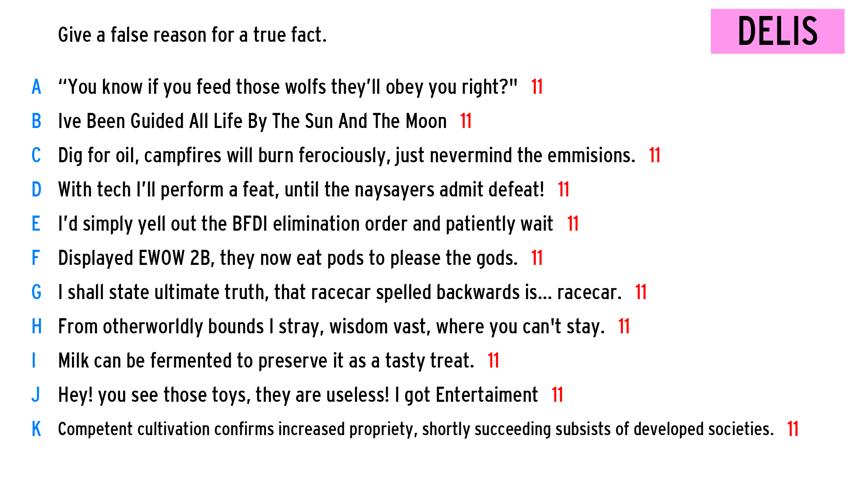 Give a false reason for a true fact.
DELIS
A “You know if you feed those wolfs they’ll obey you right?" 11
B Ive Been Guided All Life By The Sun And The Moon 11
C Dig for oil, campfires will burn ferociously, just nevermind the emmisions. 11
D With tech I’ll perform a feat, until the naysayers admit defeat! 11
E I’d simply yell out the BFDI elimination order and patiently wait 11
F Displayed EWOW 2B, they now eat pods to please the gods. 11
G I shall state ultimate truth, that racecar spelled backwards is... racecar. 11
H From otherworldly bounds I stray, wisdom vast, where you can't stay. 11
I Milk can be fermented to preserve it as a tasty treat. 11
J Hey! you see those toys, they are useless! I got Entertaiment 11
K Competent cultivation confirms increased propriety, shortly succeeding subsists of developed societies. 11